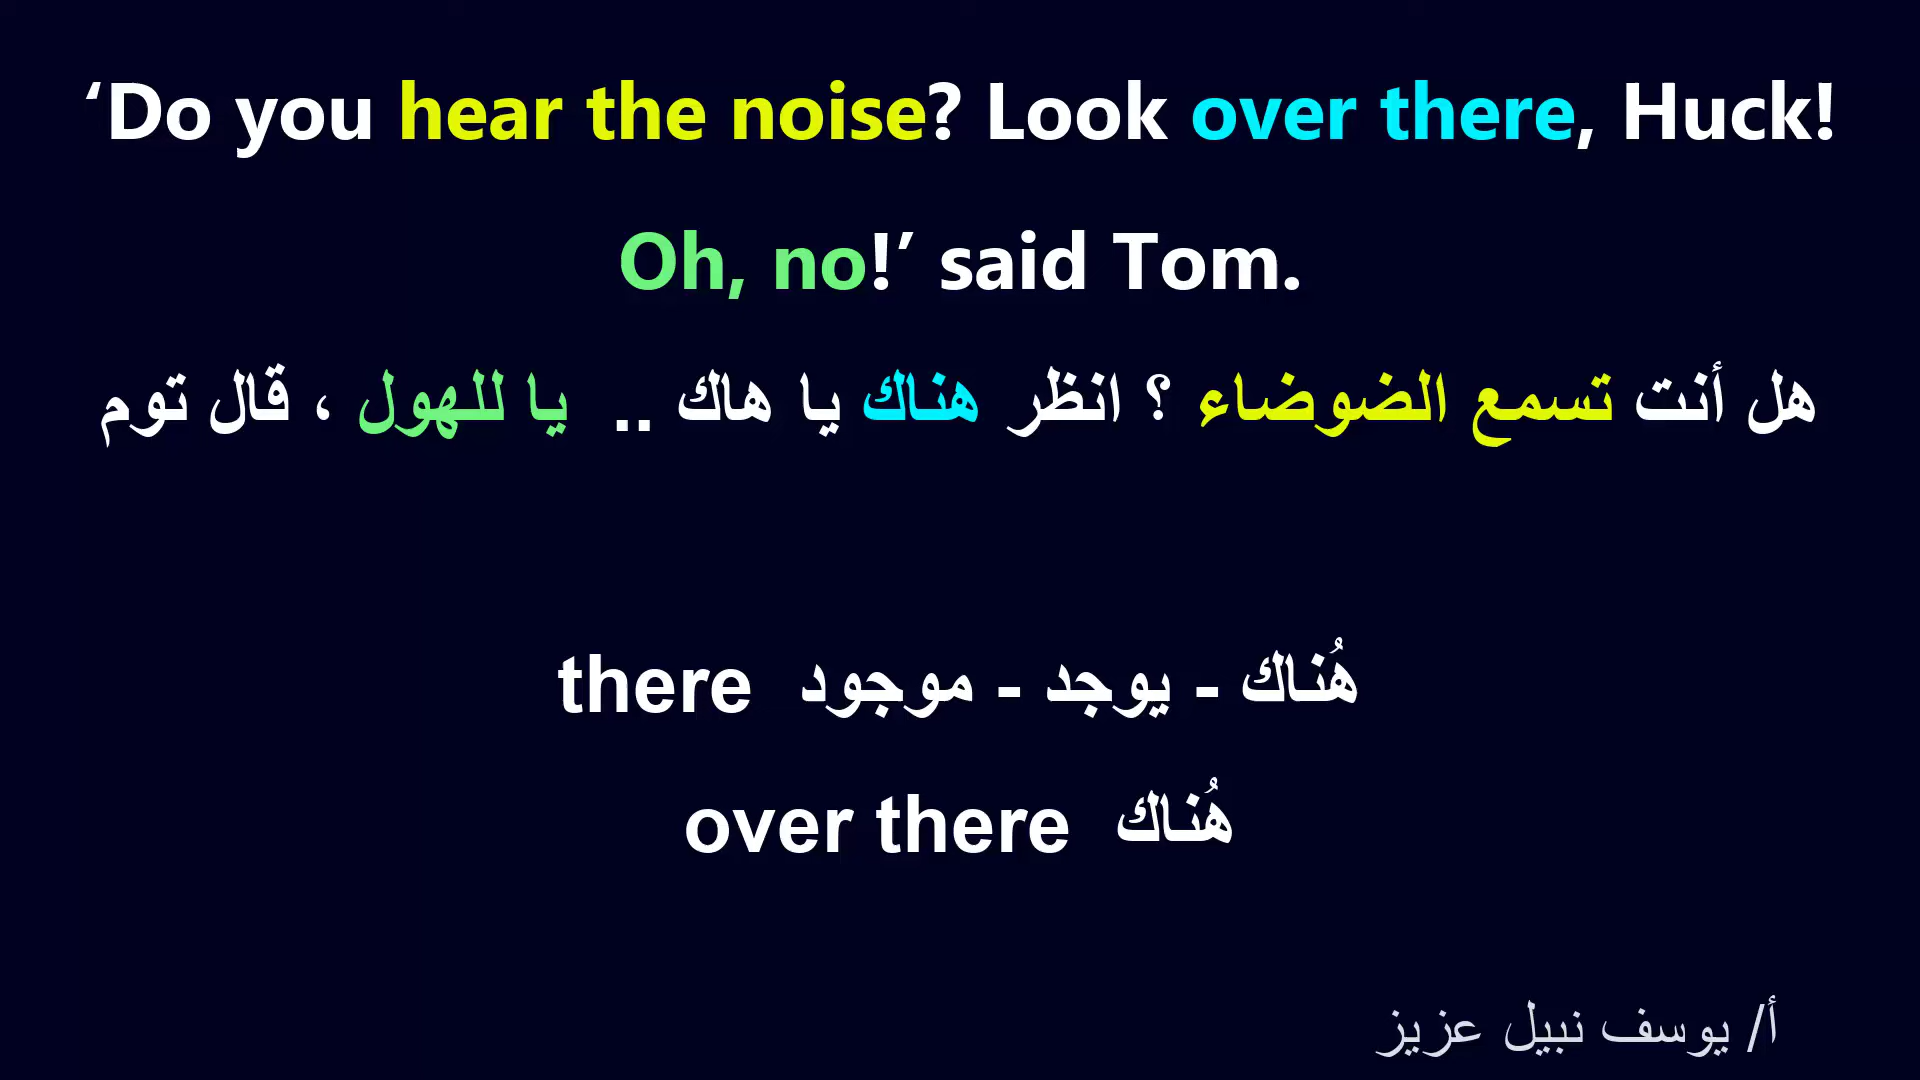 ‘Do you hear the noise? Look over there, Huck!
Oh, no!’ said Tom.
هل أنت تسمع الضوضاء ؟ انظر هناك يا هاك .. يا للهول ، قال توم
there هُناك - يوجد - موجود
over there هُناك
أ/ يوسف نبيل عزيز